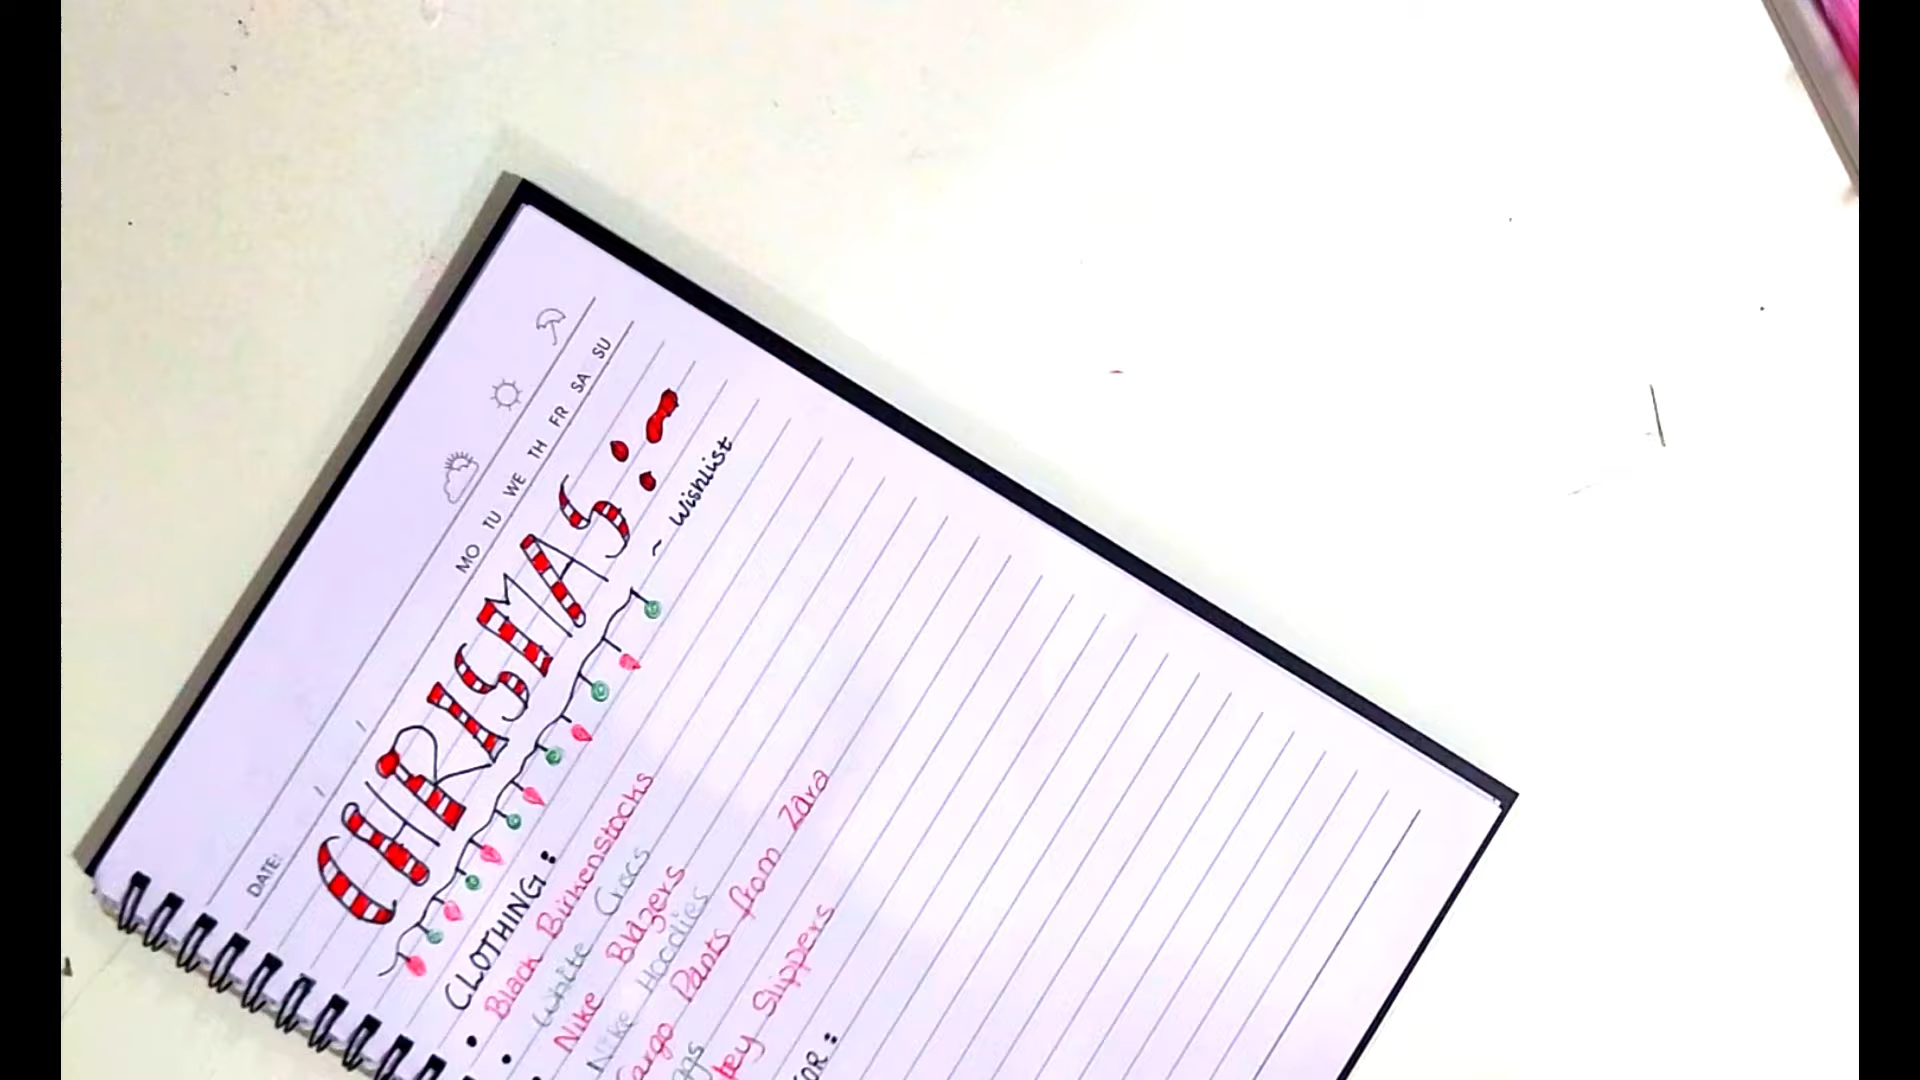 MO TU WE TH FR SA SU
DATE:
CHRISMAS:
~ Wishlist
CLOTHING:
• Black Birkenstocks
• White Crocs
Nike Blazers
Nike Hoodies
Cargo Pants from Zara
Slippers